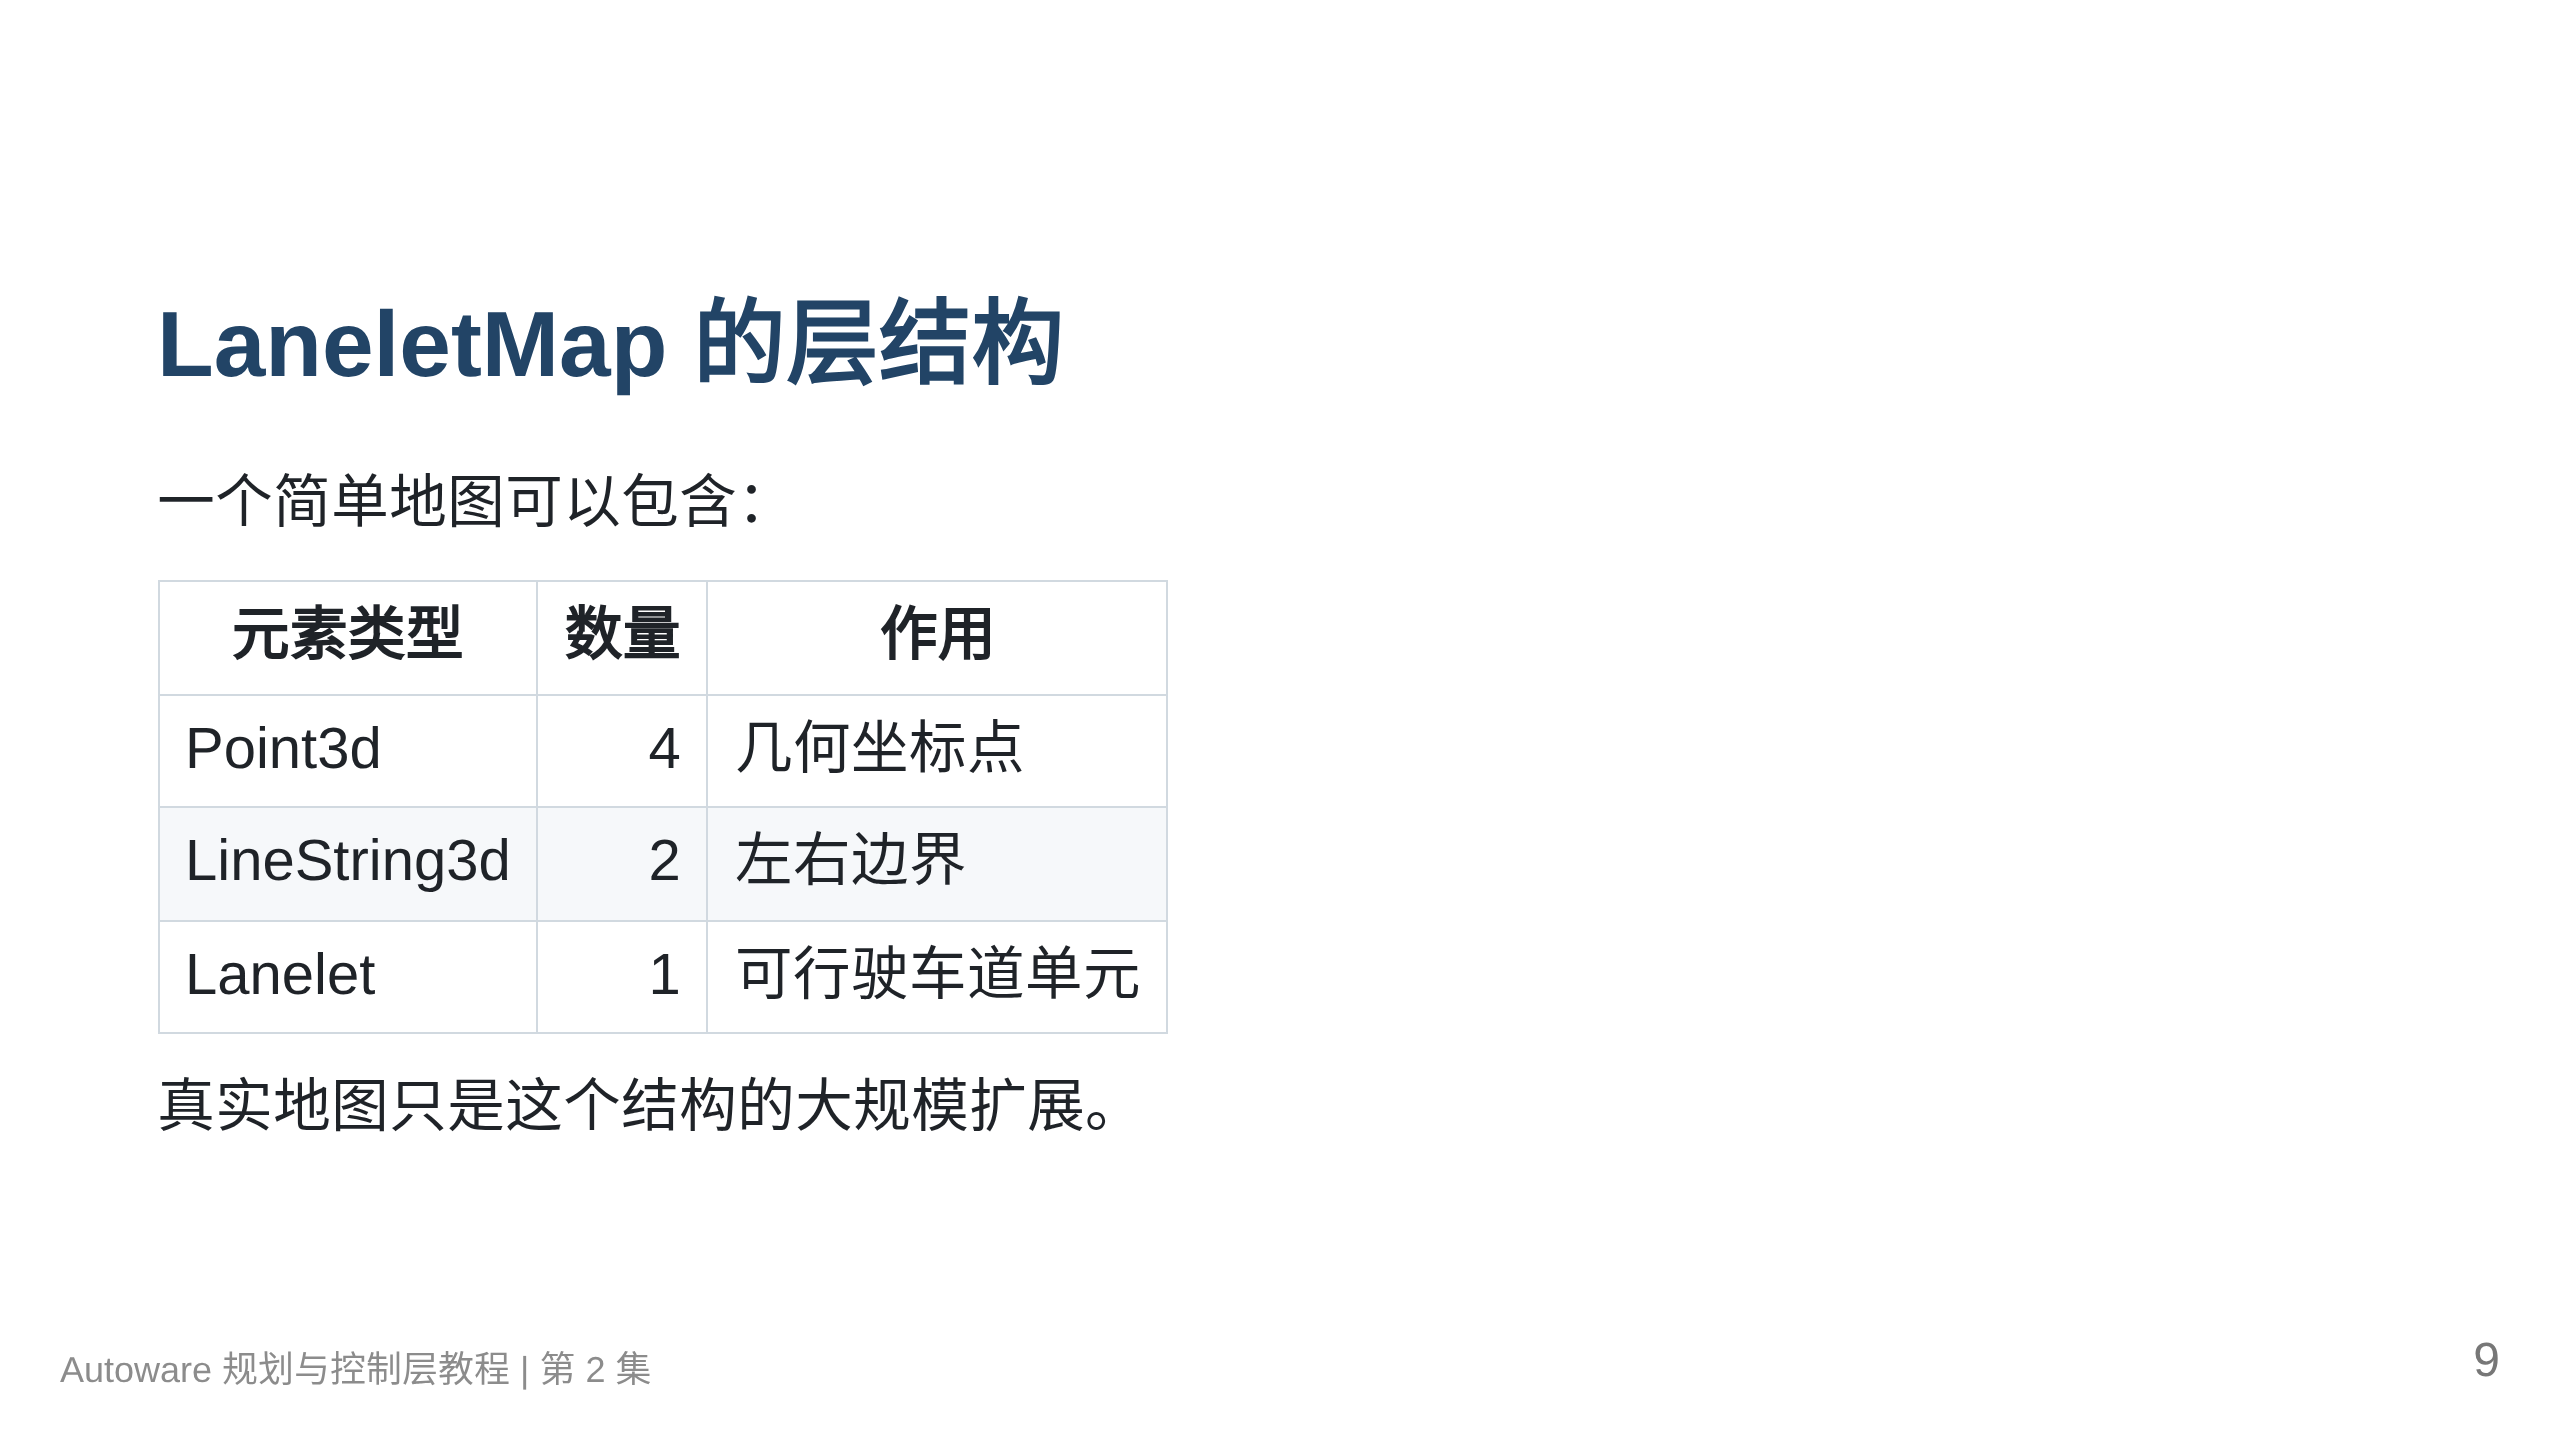 LaneletMap 的层结构
一个简单地图可以包含：
元素类型 数量 作用
Point3d 4 几何坐标点
LineString3d 2 左右边界
Lanelet 1 可行驶车道单元
真实地图只是这个结构的大规模扩展。
Autoware 规划与控制层教程 | 第 2 集
9